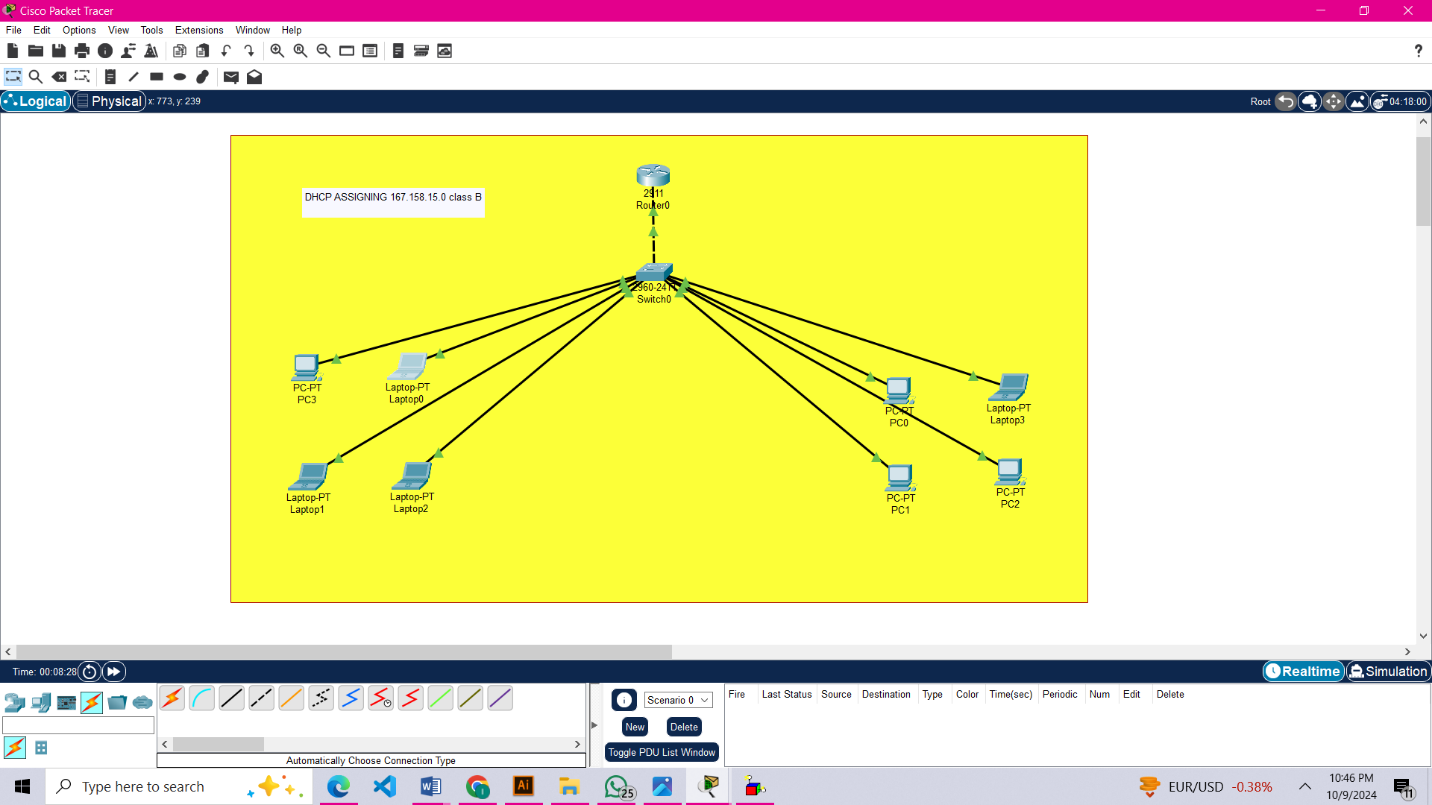 Cisco Packet Tracer
File Edit Options View Tools Extensions Window Help
?
Logical Physical x: 773, y: 239 Root 04:18:00
DHCP ASSIGNING 167.158.15.0 class B
2911
Router0
Switch0
PC-PT
PC3
Laptop-PT
Laptop0
PC-PT
PC0
Laptop-PT
Laptop3
Laptop-PT
Laptop1
Laptop-PT
Laptop2
PC-PT
PC1
PC-PT
PC2
Time: 00:08:28 Realtime Simulation
Scenario 0
New Delete
Toggle PDU List Window
Fire Last Status Source Destination Type Color Time(sec) Periodic Num Edit Delete
Automatically Choose Connection Type
Type here to search
25
EUR/USD -0.38%
10:46 PM
10/9/2024
11